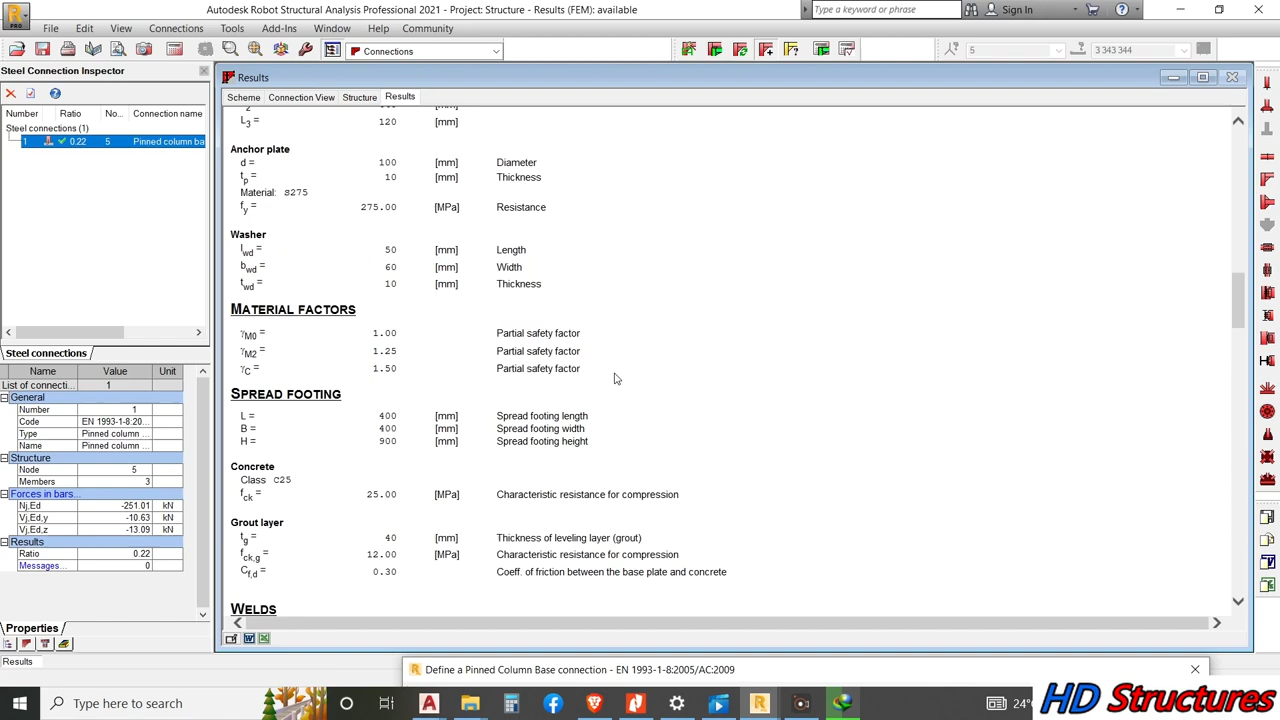 Autodesk Robot Structural Analysis Professional 2021 - Project: Structure - Results (FEM): available
Type a keyword or phrase
Sign In
PRO
File Edit View Connections Tools Add-Ins Window Help Community
Connections
5
3 343 344
Steel Connection Inspector
Number Ratio No... Connection name
Steel connections (1)
1 0.22 5 Pinned column ba
Steel connections
Name Value Unit
List of connecti... 1
General
Number 1
Code EN 1993-1-8:20...
Type Pinned column ...
Name Pinned column ...
Structure
Node 5
Members 3
Forces in bars...
Nj,Ed -251.01 kN
Vj,Ed,y -10.63 kN
Vj,Ed,z -13.09 kN
Results
Ratio 0.22
Messages... 0
Properties
Results
Results
Scheme Connection View Structure Results
L3 = 120 [mm]
Anchor plate
d = 100 [mm] Diameter
tp = 10 [mm] Thickness
Material: S275
fy = 275.00 [MPa] Resistance
Washer
lwd = 50 [mm] Length
bwd = 60 [mm] Width
twd = 10 [mm] Thickness
MATERIAL FACTORS
γM0 = 1.00 Partial safety factor
γM2 = 1.25 Partial safety factor
γC = 1.50 Partial safety factor
SPREAD FOOTING
L = 400 [mm] Spread footing length
B = 400 [mm] Spread footing width
H = 900 [mm] Spread footing height
Concrete
Class C25
fck = 25.00 [MPa] Characteristic resistance for compression
Grout layer
tg = 40 [mm] Thickness of leveling layer (grout)
fck,g = 12.00 [MPa] Characteristic resistance for compression
Cf,d = 0.30 Coeff. of friction between the base plate and concrete
WELDS
Define a Pinned Column Base connection - EN 1993-1-8:2005/AC:2009
Type here to search
24°
HD Structures